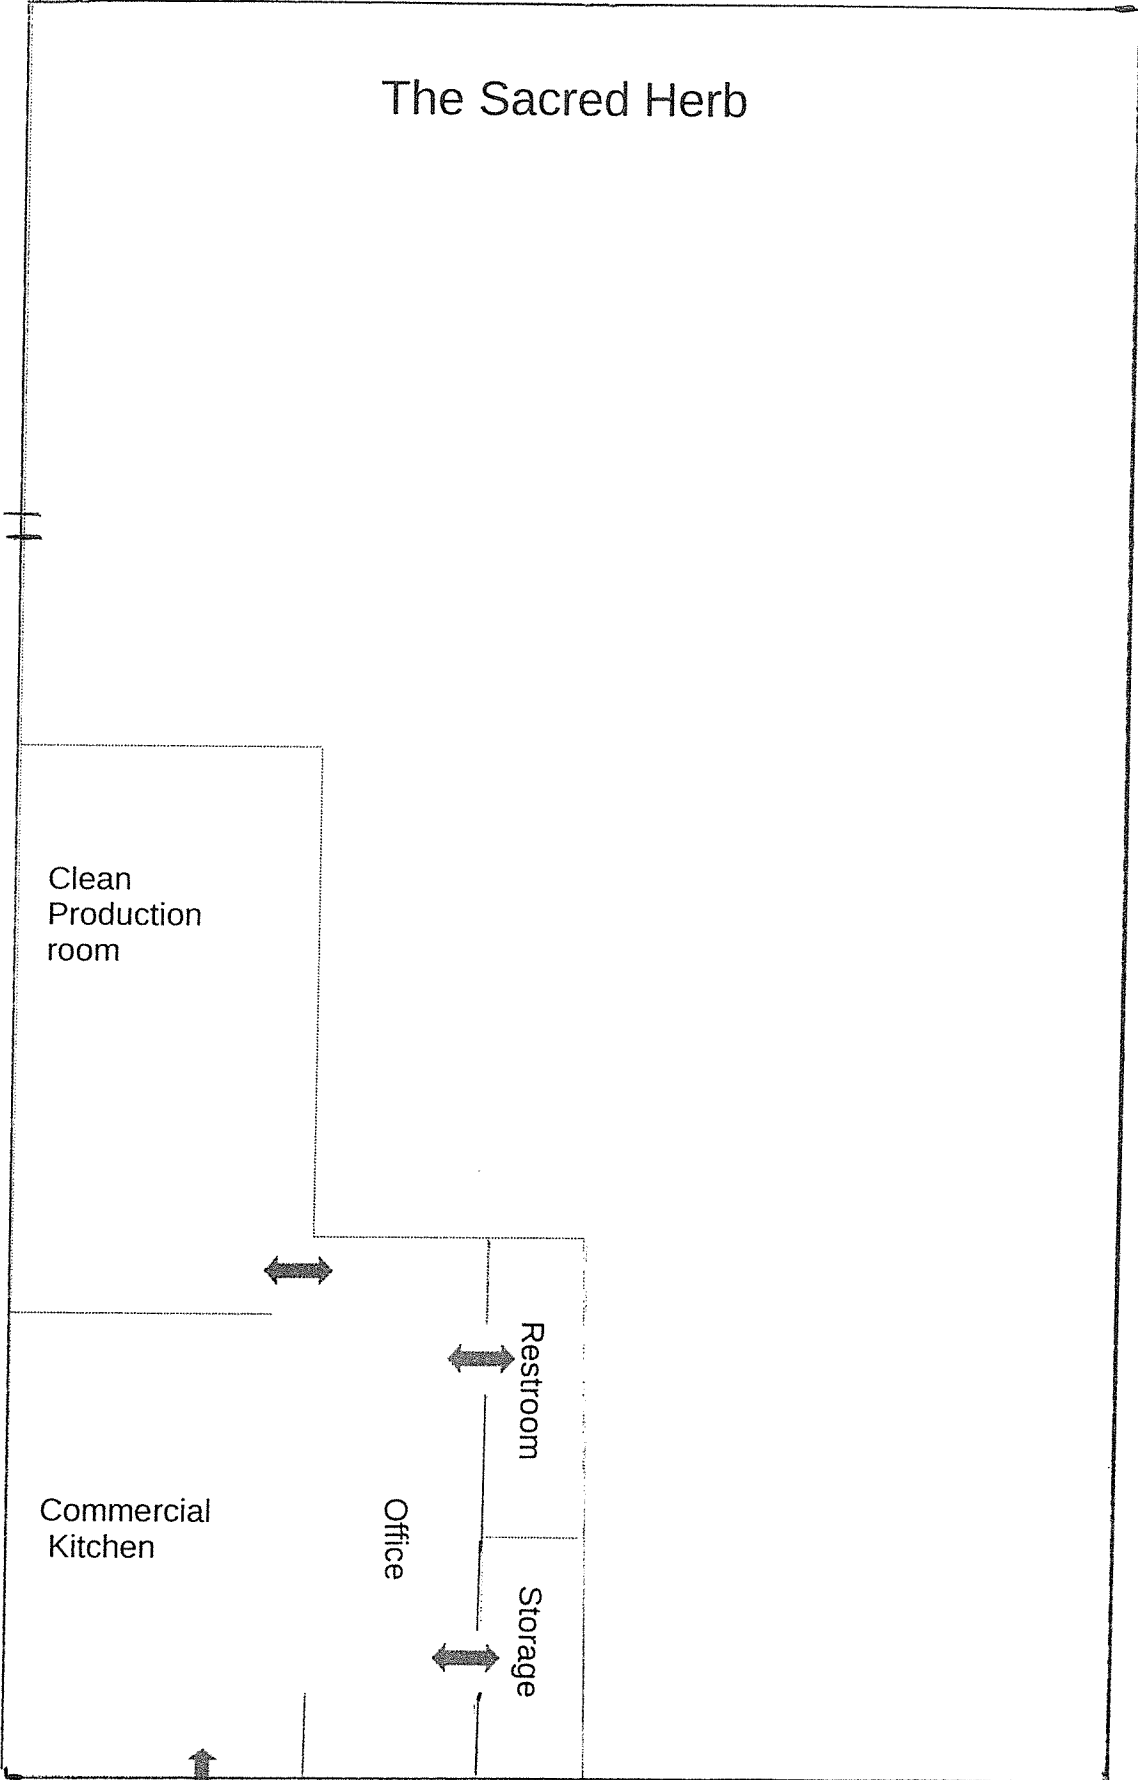 The Sacred Herb
Clean
Production
room
Restroom
Commercial
Kitchen
Office
Storage